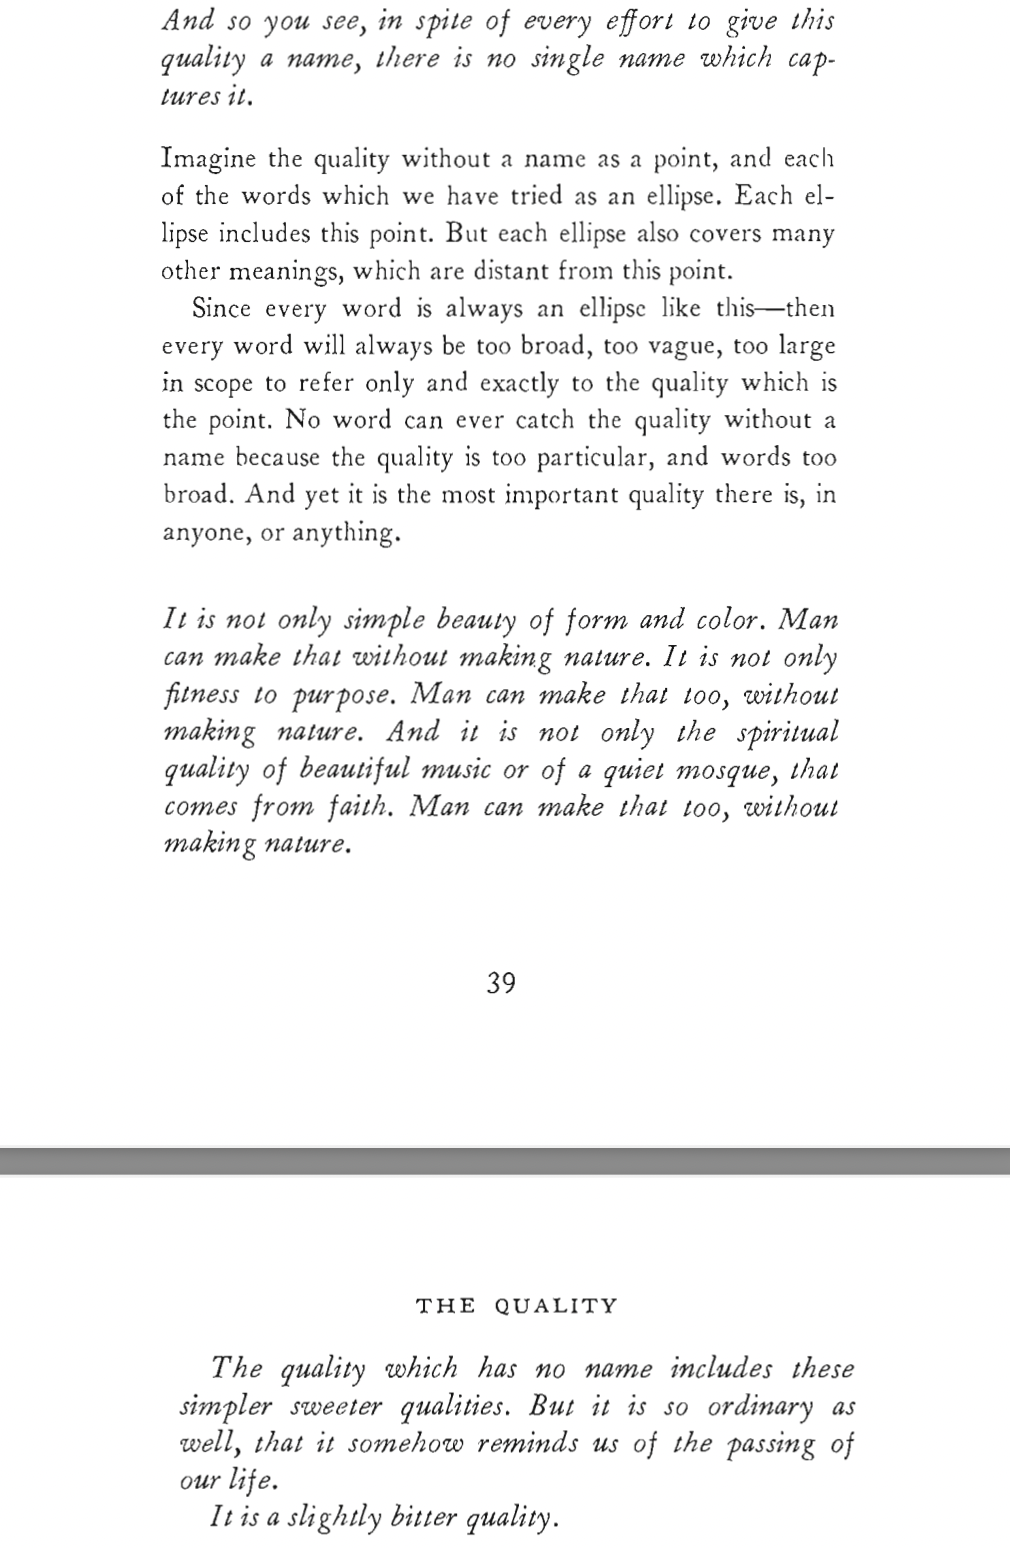 And so you see, in spite of every effort to give this
quality a name, there is no single name which cap-
tures it.
Imagine the quality without a name as a point, and each
of the words which we have tried as an ellipse. Each el-
lipse includes this point. But each ellipse also covers many
other meanings, which are distant from this point.
Since every word is always an ellipse like this—then
every word will always be too broad, too vague, too large
in scope to refer only and exactly to the quality which is
the point. No word can ever catch the quality without a
name because the quality is too particular, and words too
broad. And yet it is the most important quality there is, in
anyone, or anything.
It is not only simple beauty of form and color. Man
can make that without making nature. It is not only
fitness to purpose. Man can make that too, without
making nature. And it is not only the spiritual
quality of beautiful music or of a quiet mosque, that
comes from faith. Man can make that too, without
making nature.
39
THE QUALITY
The quality which has no name includes these
simpler sweeter qualities. But it is so ordinary as
well, that it somehow reminds us of the passing of
our life.
It is a slightly bitter quality.